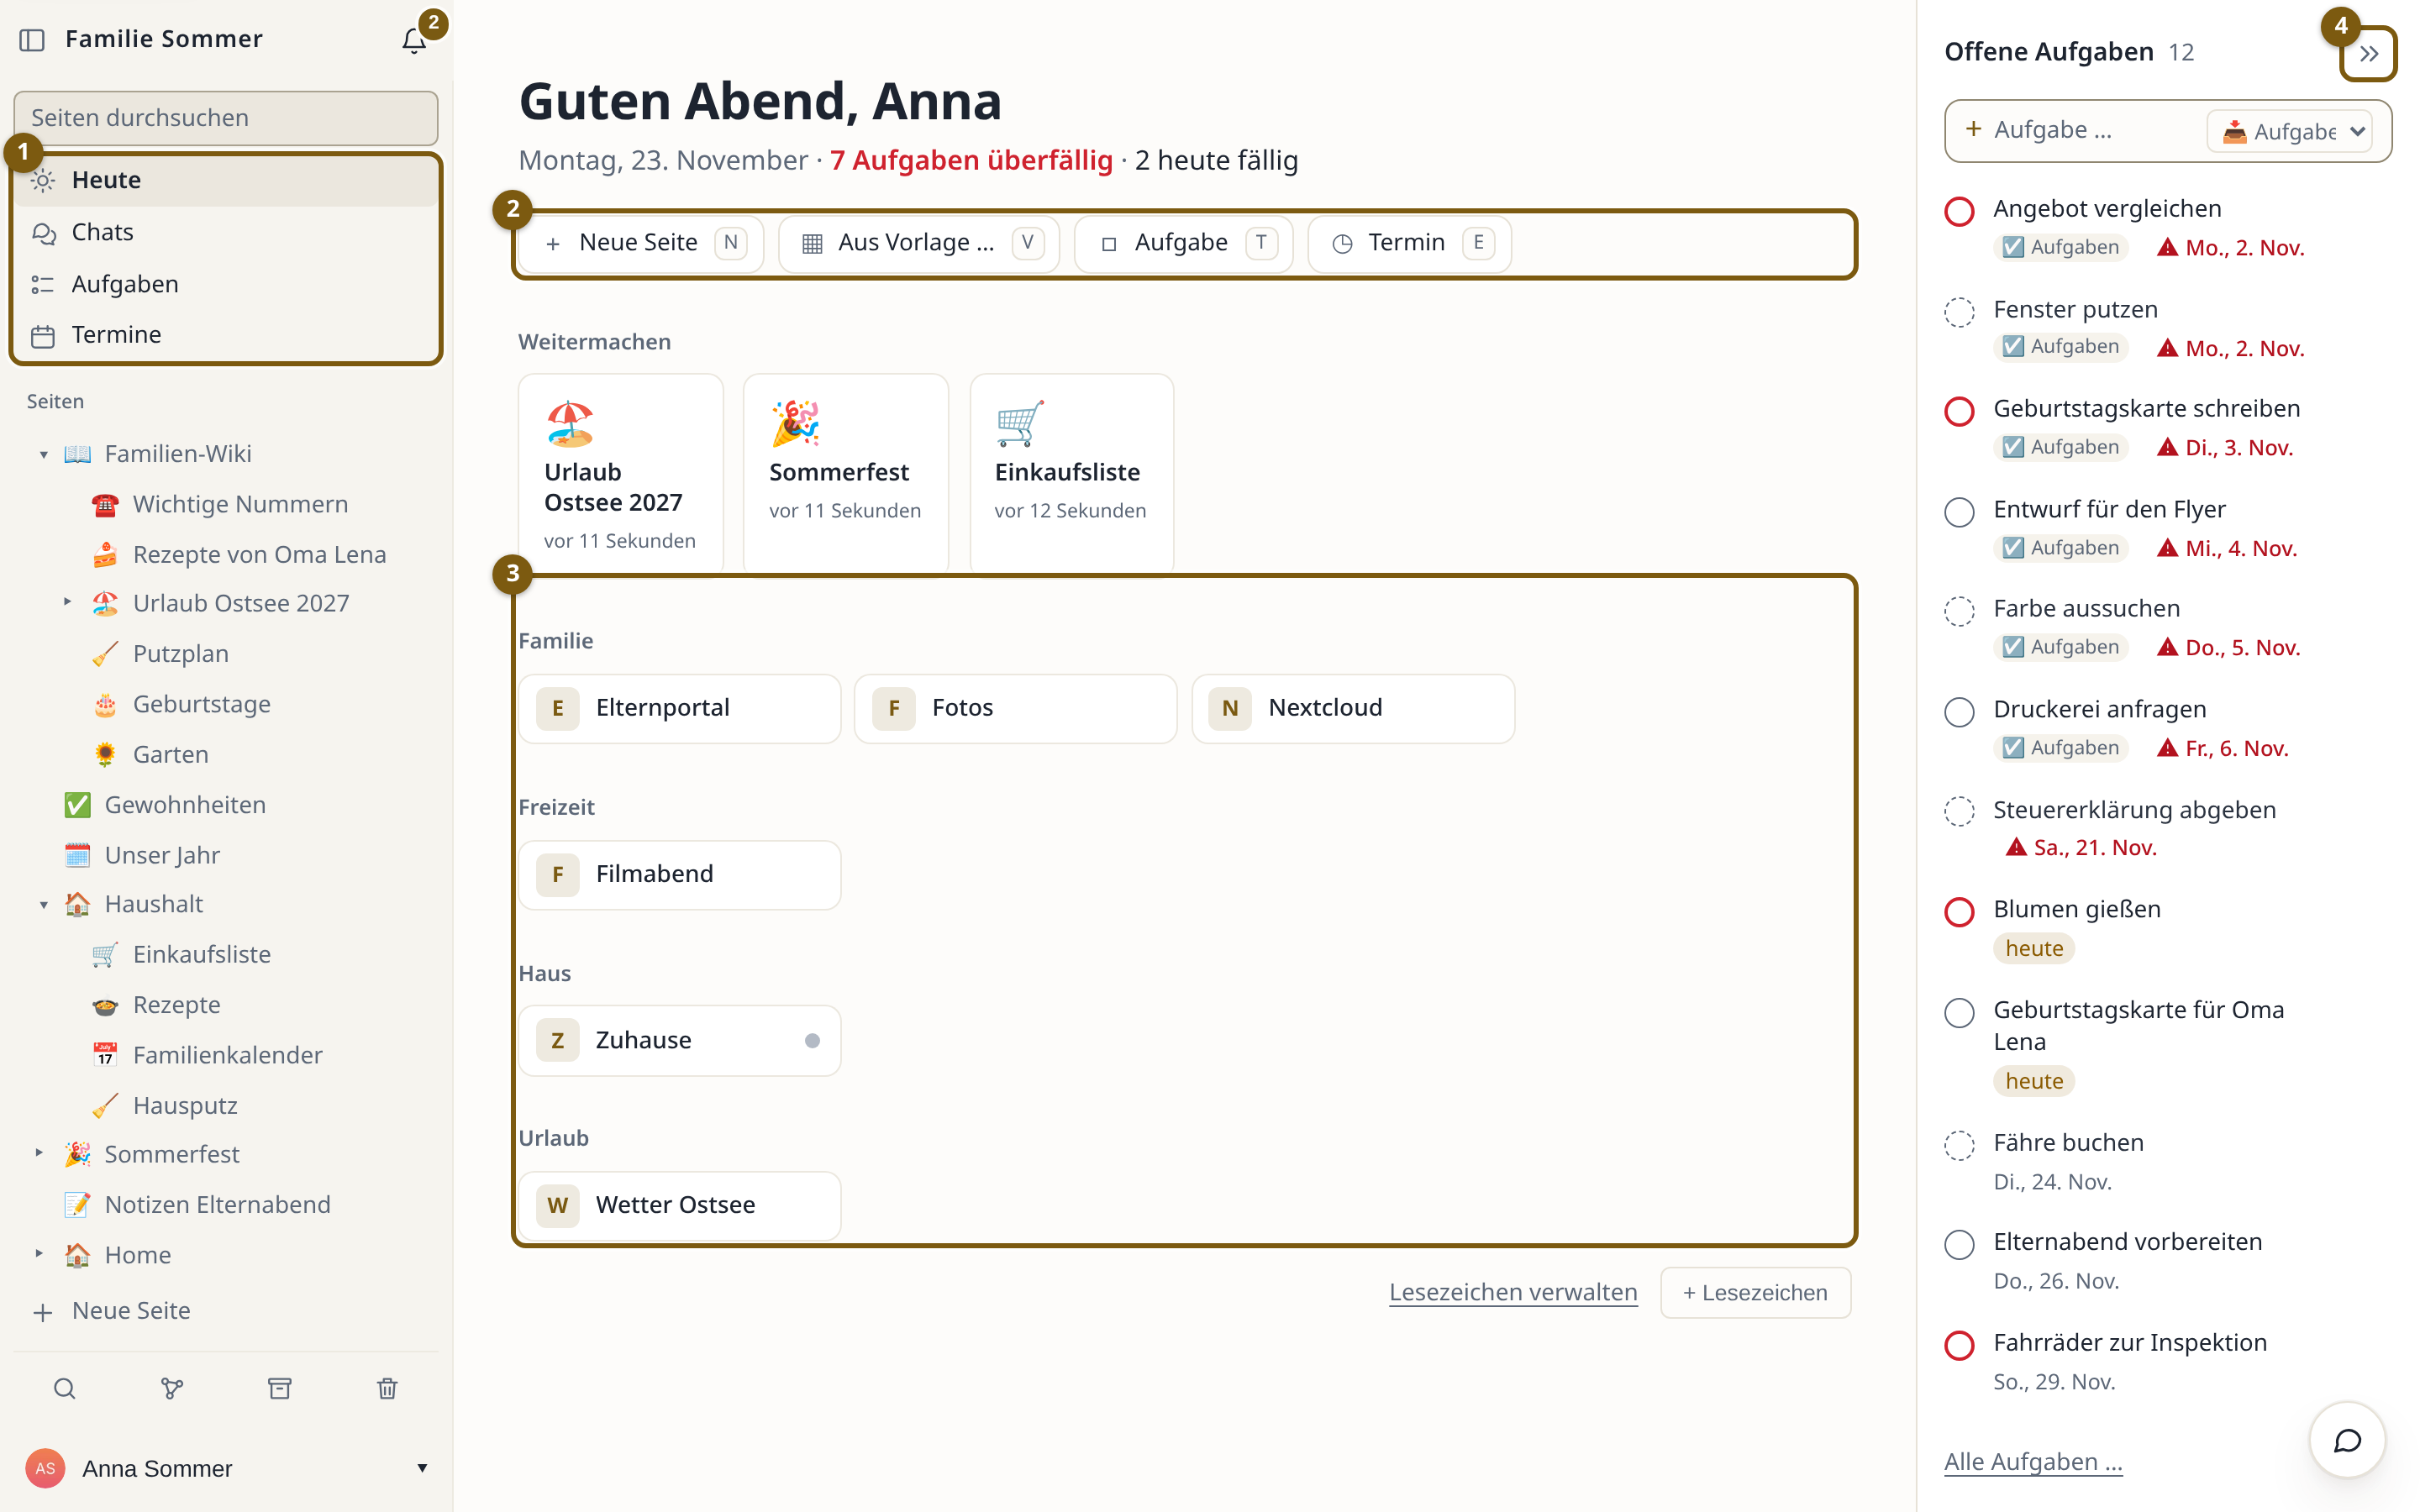 Familie Sommer
2
Seiten durchsuchen
1
Heute
Chats
Aufgaben
Termine
Seiten
Familien-Wiki
Wichtige Nummern
Rezepte von Oma Lena
Urlaub Ostsee 2027
Putzplan
Geburtstage
Garten
Gewohnheiten
Unser Jahr
Haushalt
Einkaufsliste
Rezepte
Familienkalender
Hausputz
Sommerfest
Notizen Elternabend
Home
+ Neue Seite
AS Anna Sommer
Guten Abend, Anna
Montag, 23. November · 7 Aufgaben überfällig · 2 heute fällig
2
+ Neue Seite N
Aus Vorlage ... V
Aufgabe T
Termin E
Weitermachen
Urlaub
Ostsee 2027
vor 11 Sekunden
Sommerfest
vor 11 Sekunden
Einkaufsliste
vor 12 Sekunden
3
Familie
E Elternportal
F Fotos
N Nextcloud
Freizeit
F Filmabend
Haus
Z Zuhause
Urlaub
W Wetter Ostsee
Lesezeichen verwalten
+ Lesezeichen
Offene Aufgaben 12
4
+ Aufgabe ...
Aufgabe
Angebot vergleichen
Aufgaben Mo., 2. Nov.
Fenster putzen
Aufgaben Mo., 2. Nov.
Geburtstagskarte schreiben
Aufgaben Di., 3. Nov.
Entwurf für den Flyer
Aufgaben Mi., 4. Nov.
Farbe aussuchen
Aufgaben Do., 5. Nov.
Druckerei anfragen
Aufgaben Fr., 6. Nov.
Steuererklärung abgeben
Sa., 21. Nov.
Blumen gießen
heute
Geburtstagskarte für Oma
Lena
heute
Fähre buchen
Di., 24. Nov.
Elternabend vorbereiten
Do., 26. Nov.
Fahrräder zur Inspektion
So., 29. Nov.
Alle Aufgaben ...